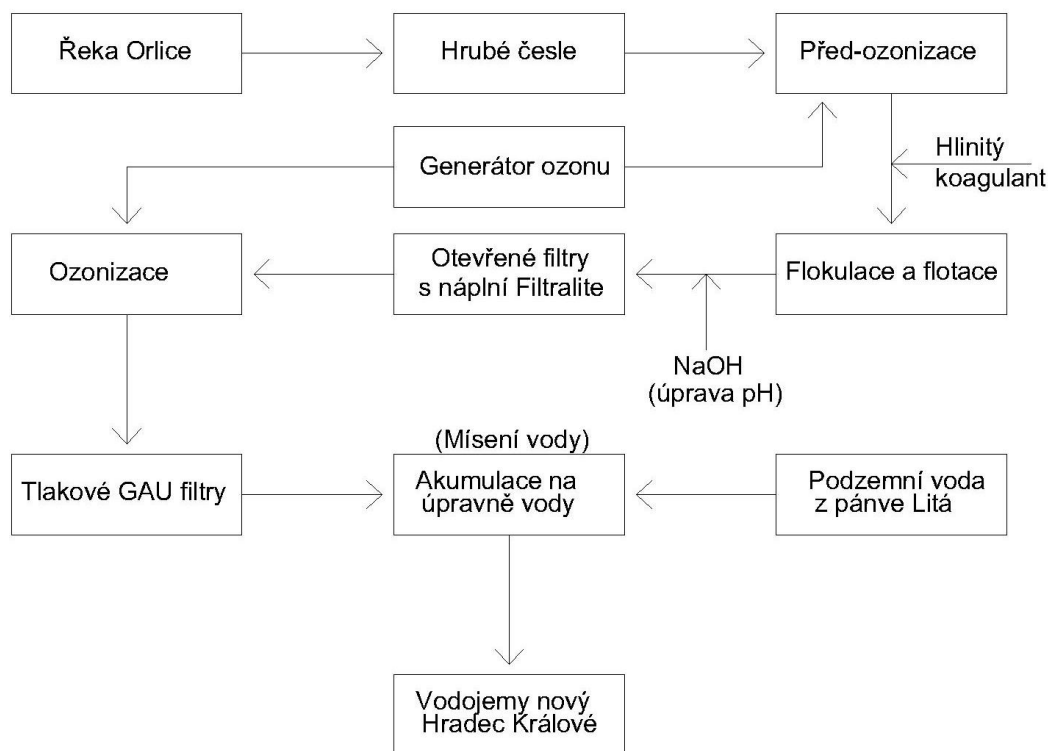 Řeka Orlice
Hrubé česle
Před-ozonizace
Generátor ozonu
Hlinitý
koagulant
Ozonizace
Otevřené filtry
s náplní Filtralite
Flokulace a flotace
NaOH
(úprava pH)
(Mísení vody)
Tlakové GAU filtry
Akumulace na
úpravně vody
Podzemní voda
z pánve Litá
Vodojemy nový
Hradec Králové